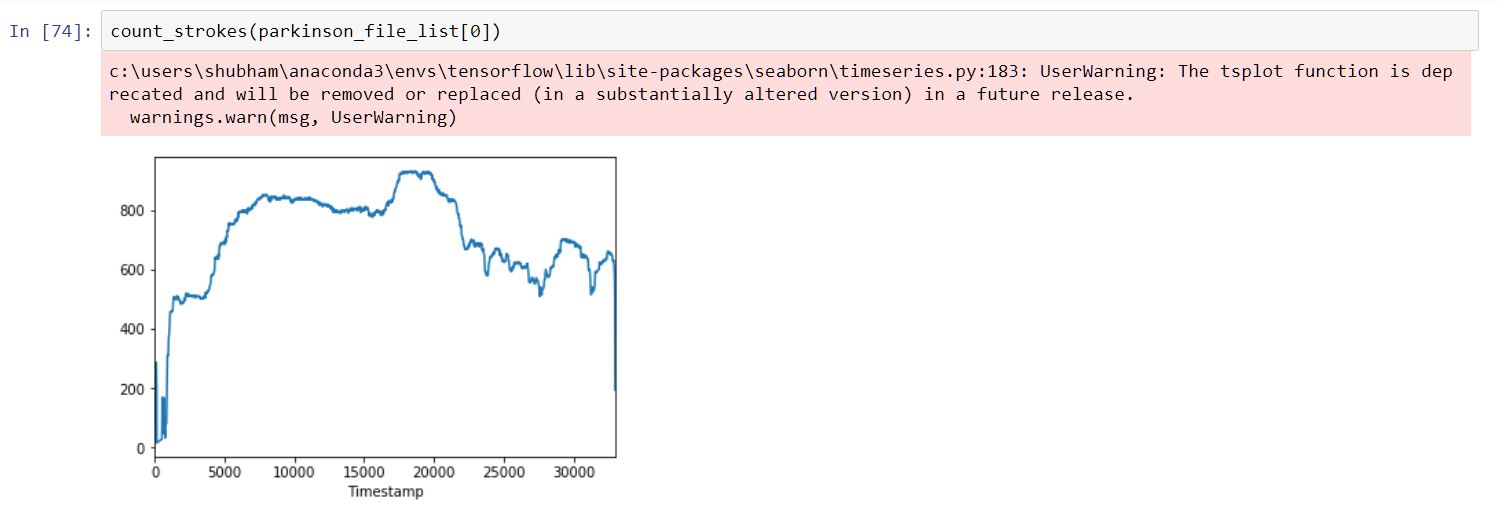 In [74]: count_strokes(parkinson_file_list[0])
c:\users\shubham\anaconda3\envs\tensorflow\lib\site-packages\seaborn\timeseries.py:183: UserWarning: The tsplot function is dep
recated and will be removed or replaced (in a substantially altered version) in a future release.
warnings.warn(msg, UserWarning)
800
600
400
200
0
0 5000 10000 15000 20000 25000 30000
Timestamp